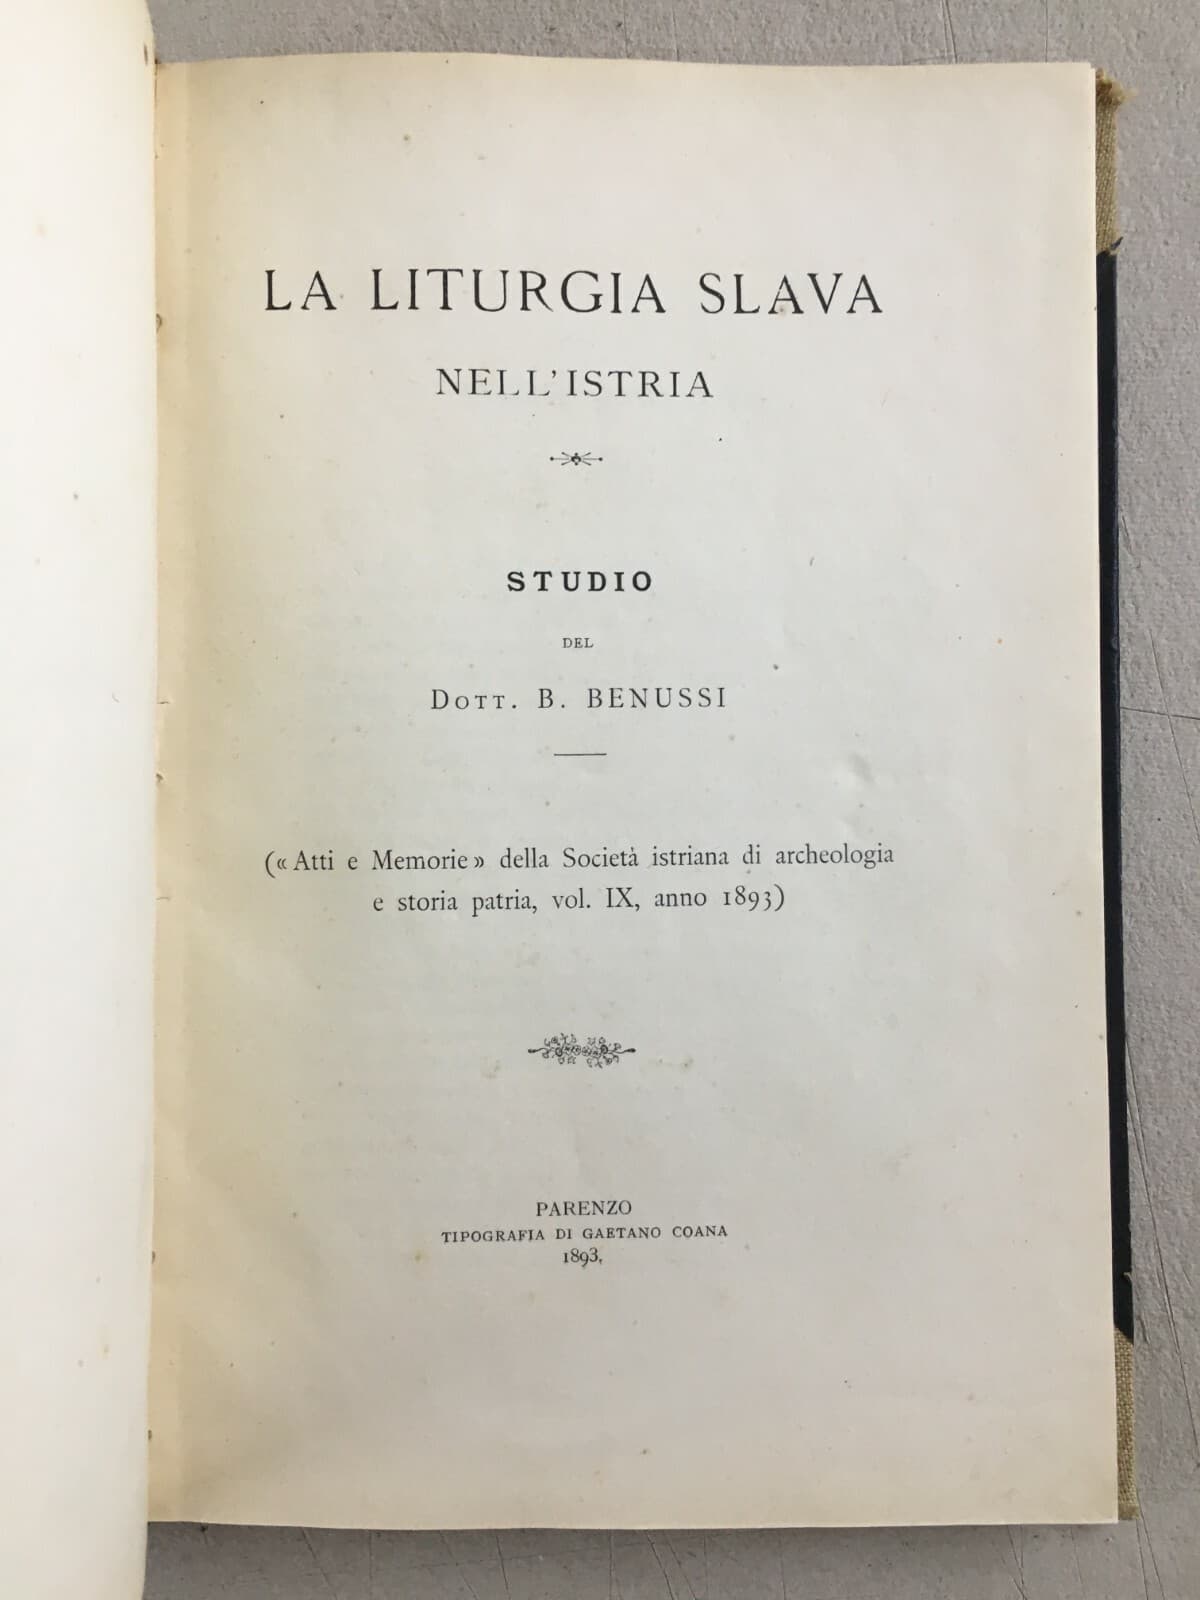 LA LITURGIA SLAVA
NELL'ISTRIA
STUDIO
DEL
DOTT. B. BENUSSI
(« Atti e Memorie » della Società istriana di archeologia
e storia patria, vol. IX, anno 1893)
PARENZO
TIPOGRAFIA DI GAETANO COANA
1893.